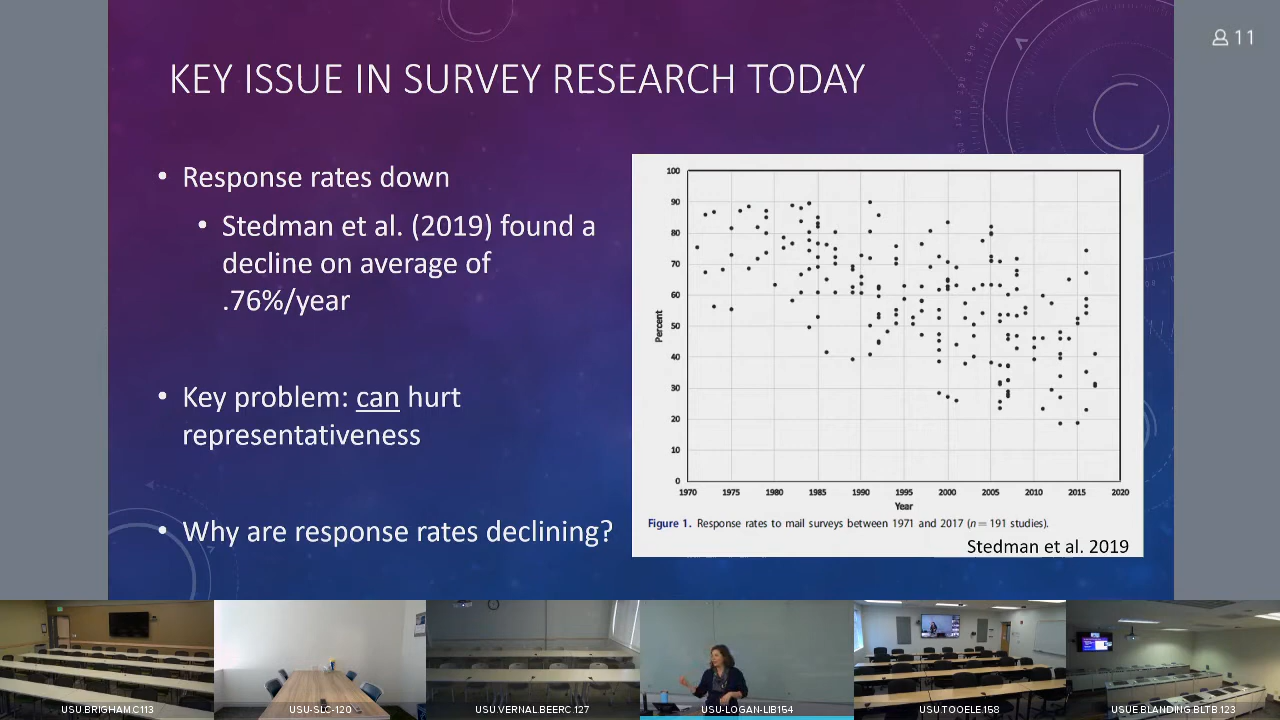 KEY ISSUE IN SURVEY RESEARCH TODAY
11
• Response rates down
• Stedman et al. (2019) found a
decline on average of
.76%/year
• Key problem: can hurt
representativeness
• Why are response rates declining?
100
90
80
70
60
50
40
30
20
10
0
Percent
1970 1975 1980 1985 1990 1995 2000 2005 2010 2015 2020
Year
Figure 1. Response rates to mail surveys between 1971 and 2017 (n = 191 studies).
Stedman et al. 2019
USU BRIGHAM C113
USU-SLC-120
USU VERNAL BEERC 127
USU-LOGAN-LIB154
USU TOOELE 158
USUE BLANDING BLTB 123